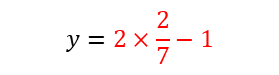 y = 2 × 2/7 − 1